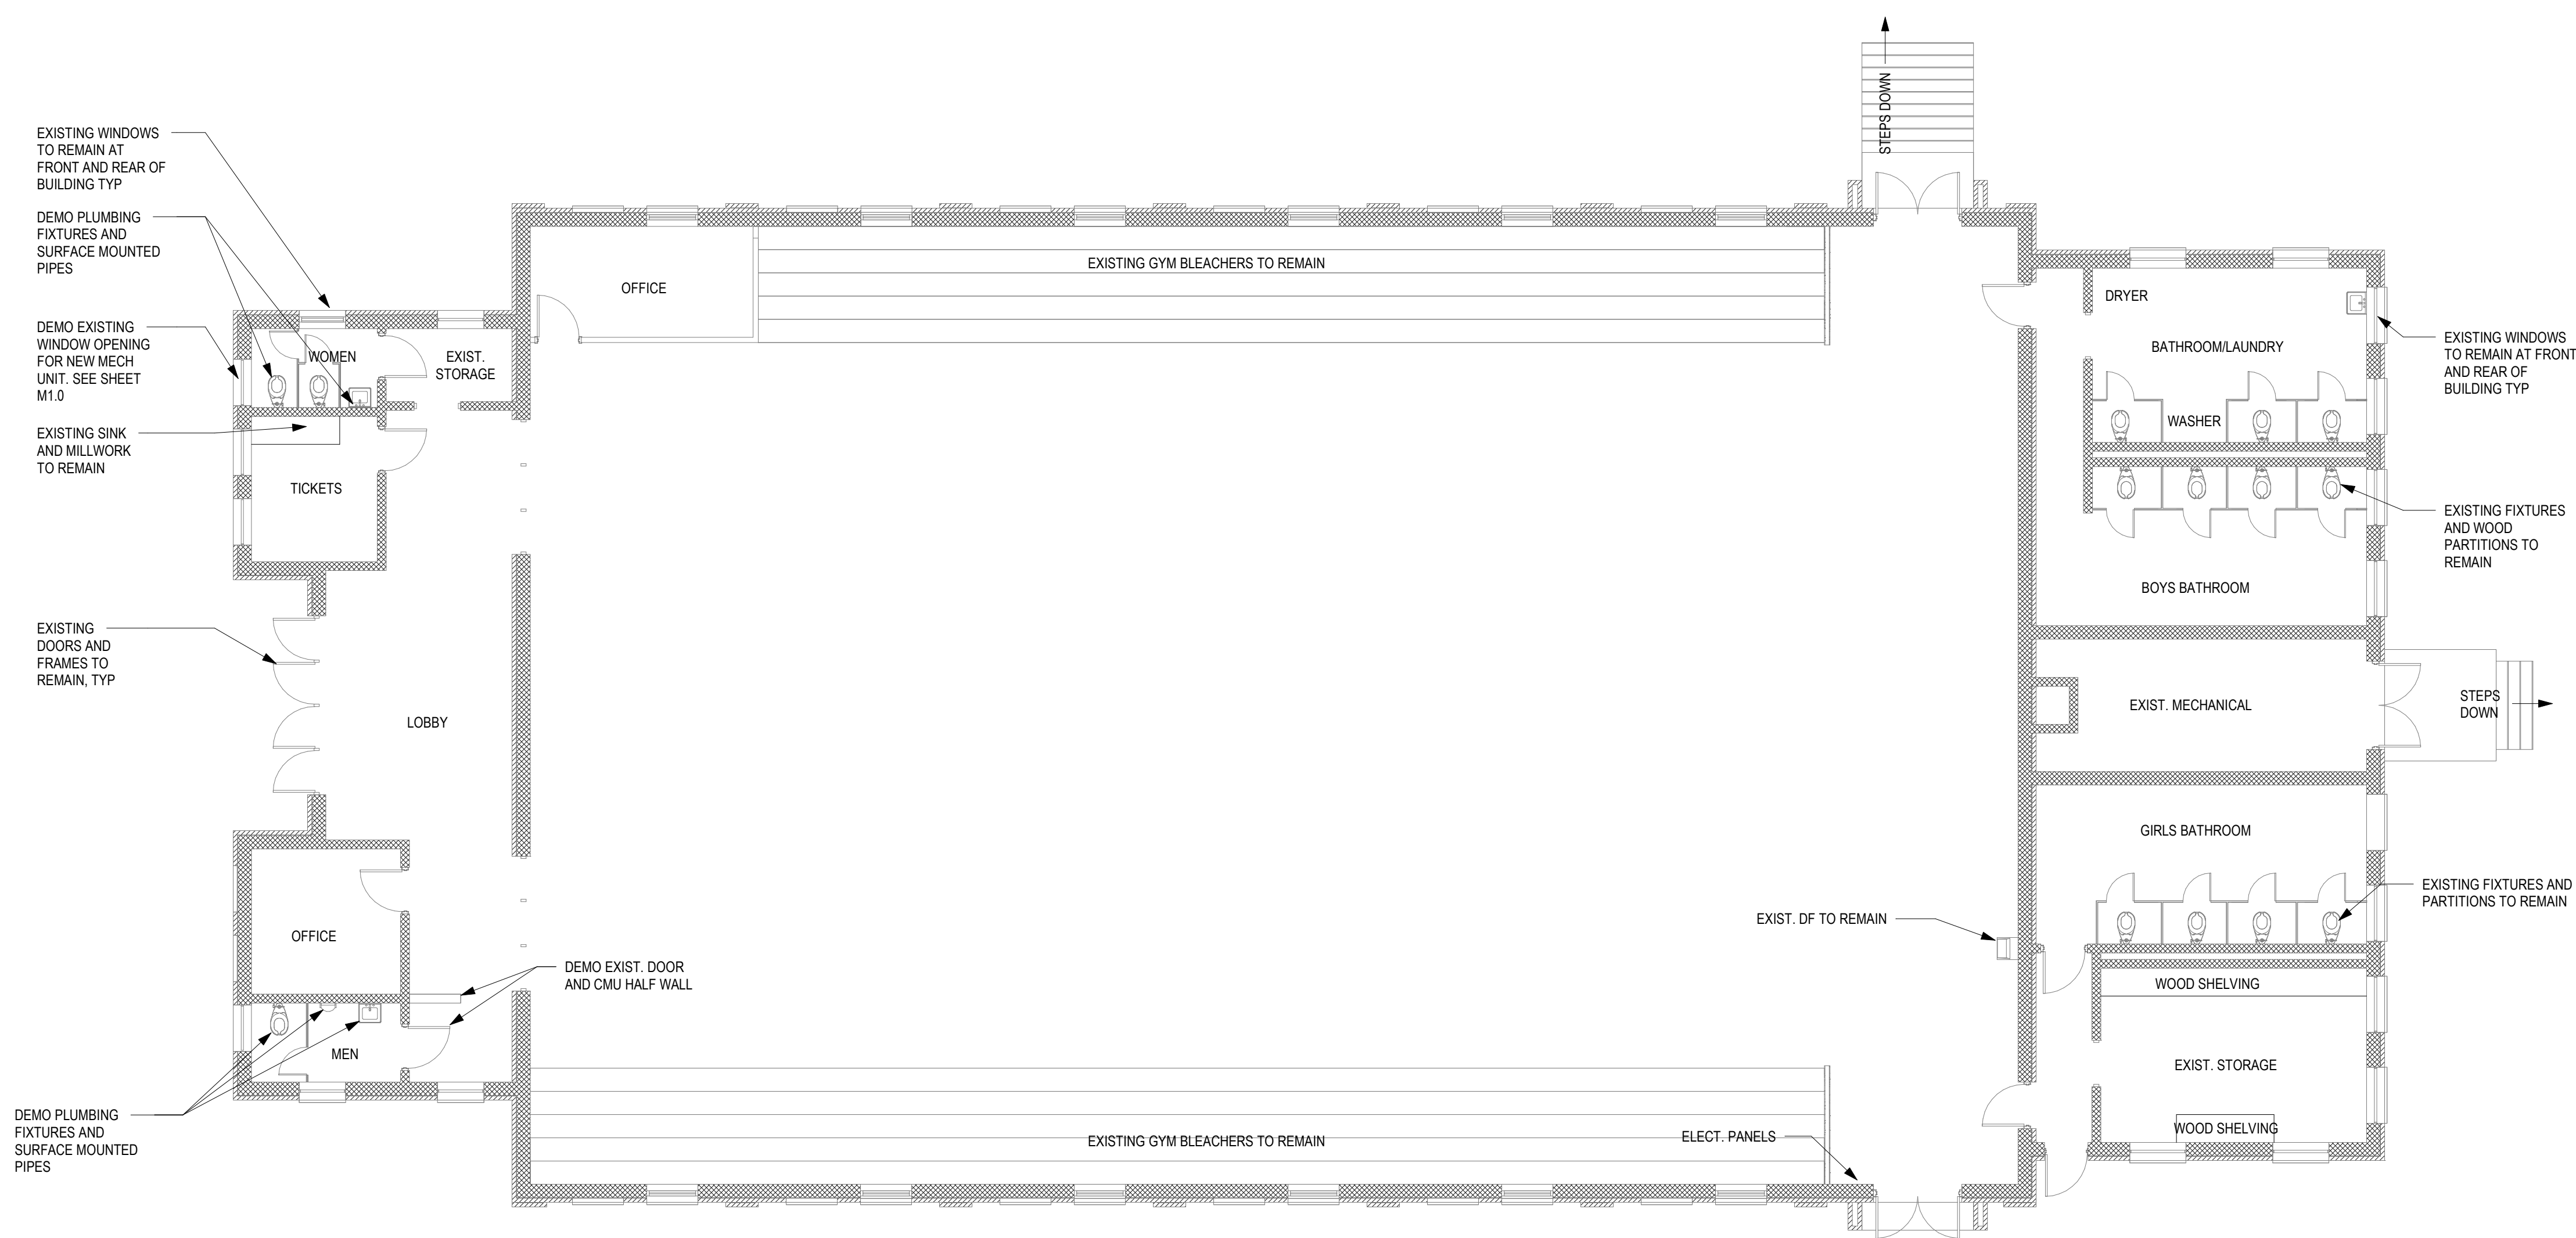 STEPS DOWN
EXISTING WINDOWS
TO REMAIN AT
FRONT AND REAR OF
BUILDING TYP
DEMO PLUMBING
FIXTURES AND
SURFACE MOUNTED
PIPES
DEMO EXISTING
WINDOW OPENING
FOR NEW MECH
UNIT. SEE SHEET
M1.0
EXISTING SINK
AND MILLWORK
TO REMAIN
EXISTING
DOORS AND
FRAMES TO
REMAIN, TYP
DEMO PLUMBING
FIXTURES AND
SURFACE MOUNTED
PIPES
WOMEN
EXIST.
STORAGE
TICKETS
LOBBY
OFFICE
MEN
DEMO EXIST. DOOR
AND CMU HALF WALL
OFFICE
EXISTING GYM BLEACHERS TO REMAIN
EXISTING GYM BLEACHERS TO REMAIN
EXIST. DF TO REMAIN
ELECT. PANELS
DRYER
BATHROOM/LAUNDRY
WASHER
BOYS BATHROOM
EXIST. MECHANICAL
GIRLS BATHROOM
WOOD SHELVING
EXIST. STORAGE
WOOD SHELVING
EXISTING WINDOWS
TO REMAIN AT FRONT
AND REAR OF
BUILDING TYP
EXISTING FIXTURES
AND WOOD
PARTITIONS TO
REMAIN
STEPS
DOWN
EXISTING FIXTURES AND
PARTITIONS TO REMAIN